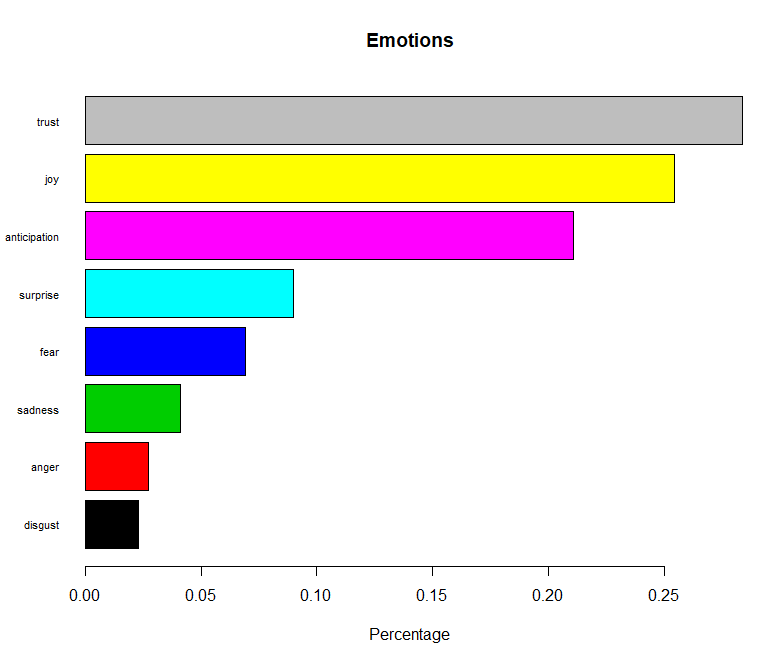 Emotions
trust
joy
anticipation
surprise
fear
sadness
anger
disgust
0.00 0.05 0.10 0.15 0.20 0.25
Percentage